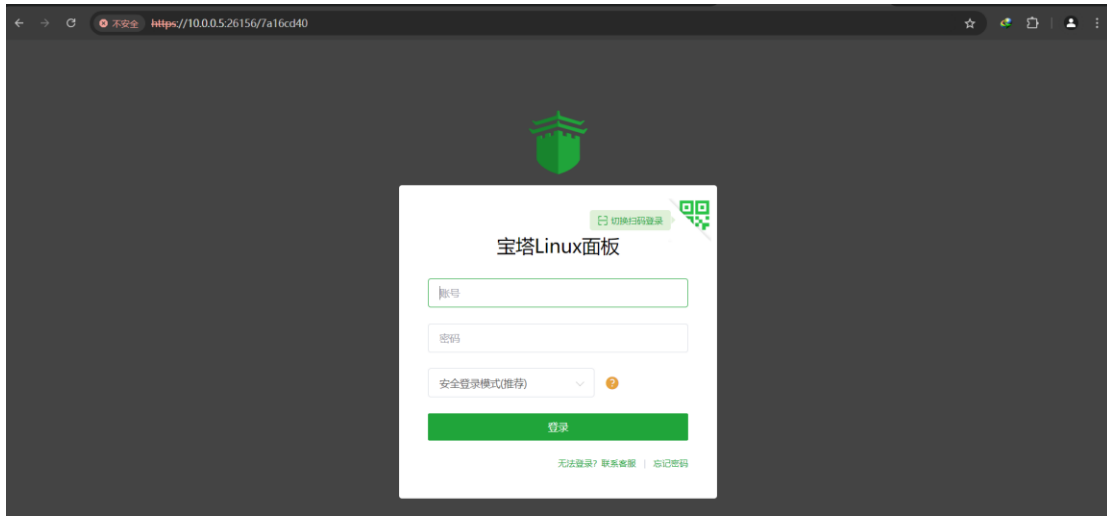 不安全 https://10.0.0.5:26156/7a16cd40
切换扫码登录
宝塔Linux面板
账号
密码
安全登录模式(推荐) ?
登录
无法登录? 联系客服 | 忘记密码